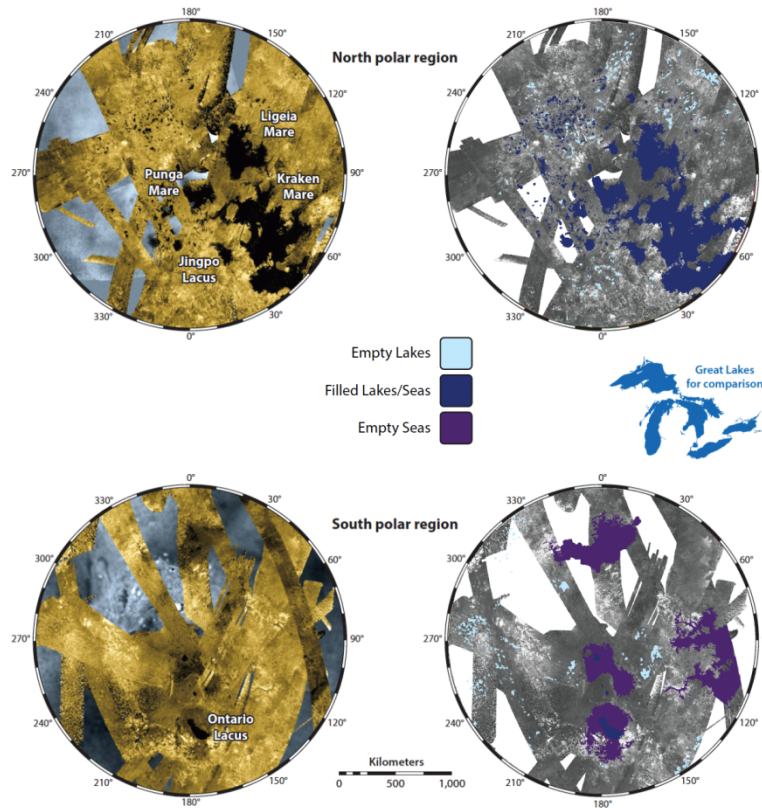 180°
210°
240°
270°
300°
330°
0°
30°
60°
90°
120°
North polar region
Ligeia
Mare
Punga
Mare
Kraken
Mare
Jingpo
Lacus
180°
210°
240°
270°
300°
330°
0°
30°
60°
120°
Empty Lakes
Filled Lakes/Seas
Empty Seas
Great Lakes
for comparison
0°
330°
300°
270°
240°
210°
180°
150°
120°
90°
60°
30°
South polar region
Ontario
Lacus
0°
330°
300°
270°
240°
210°
180°
150°
120°
60°
30°
Kilometers
0 500 1,000